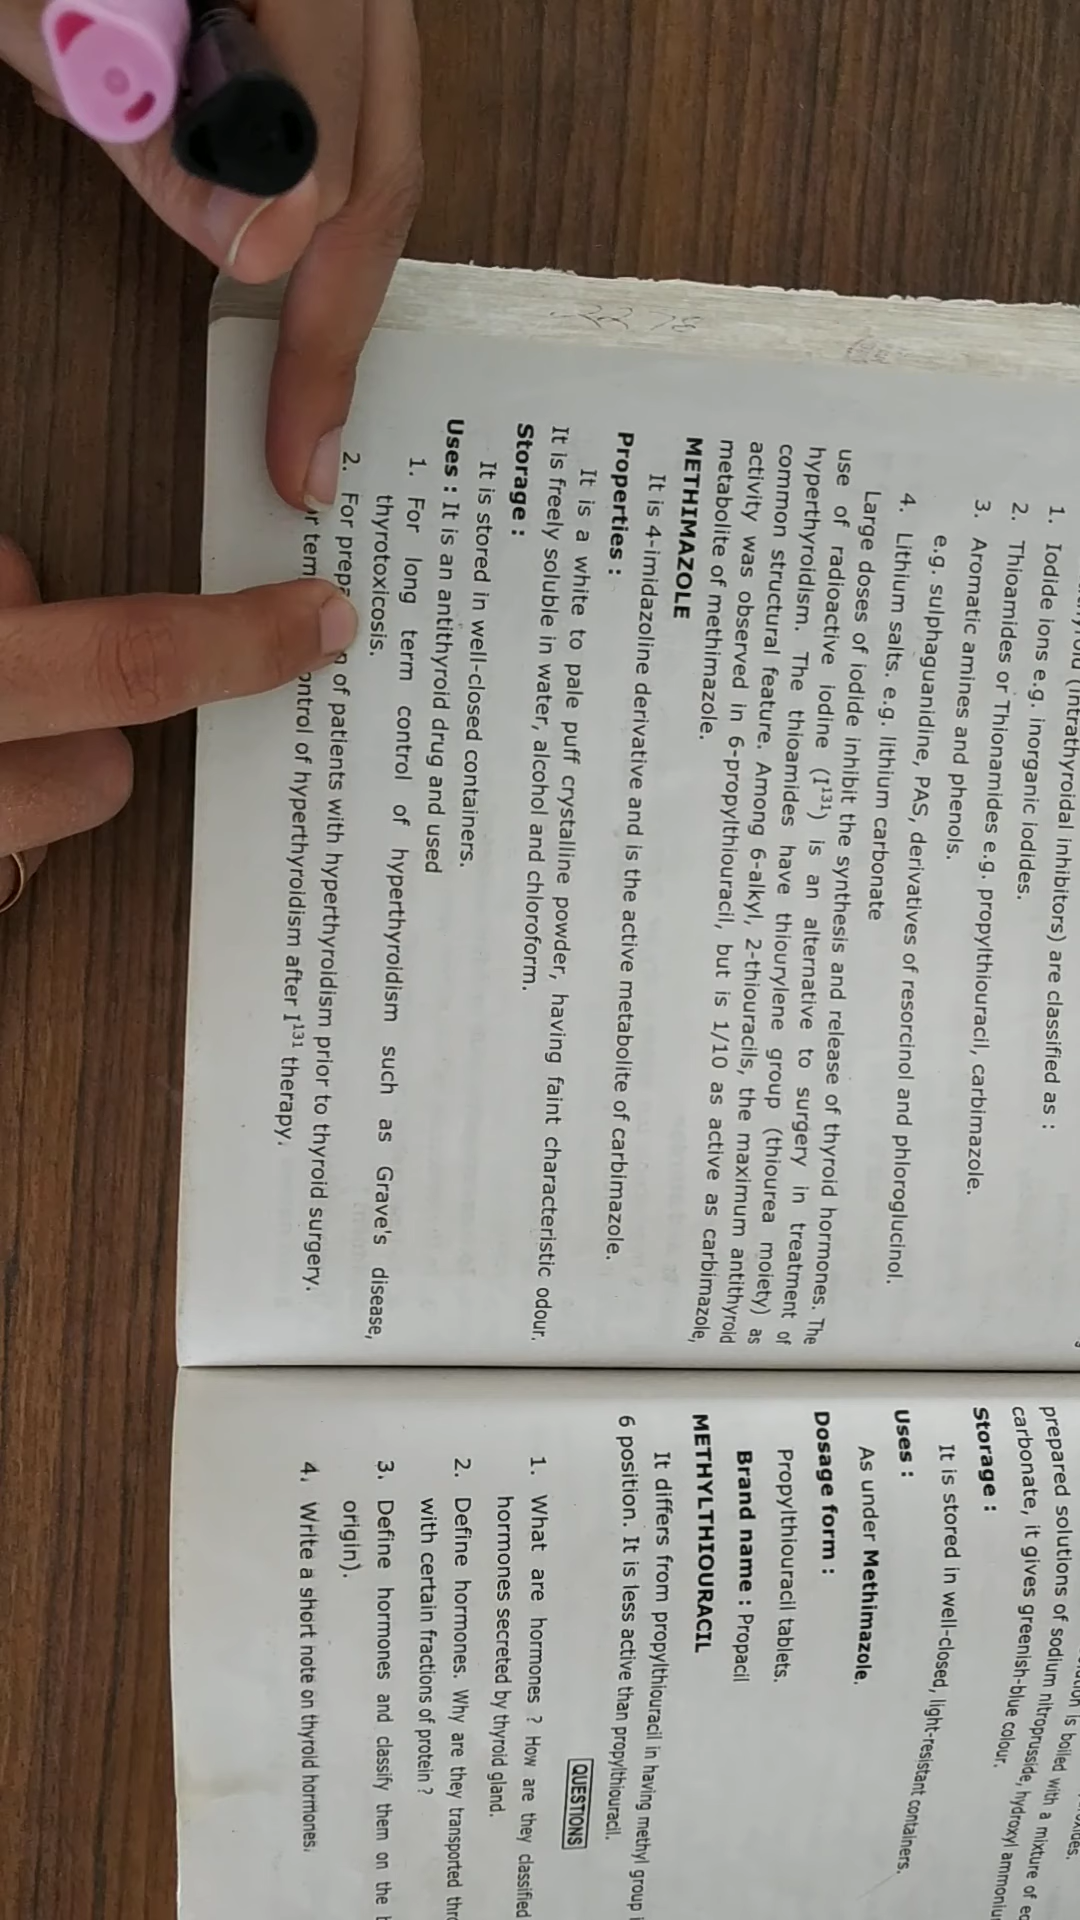 (intrathyroidal inhibitors) are classified as :
1. Iodide ions e.g. inorganic iodides.
2. Thioamides or Thionamides e.g. propylthiouracil, carbimazole.
3. Aromatic amines and phenols.
e.g. sulphaguanidine, PAS, derivatives of resorcinol and phloroglucinol.
4. Lithium salts. e.g. lithium carbonate
Large doses of iodide inhibit the synthesis and release of thyroid hormones. The
use of radioactive iodine (I131) is an alternative to surgery in treatment of
hyperthyroidism. The thioamides have thiourylene group (thiourea moiety) as
common structural feature. Among 6-alkyl, 2-thiouracils, the maximum antithyroid
activity was observed in 6-propylthiouracil, but is 1/10 as active as carbimazole,
metabolite of methimazole.
METHIMAZOLE
It is 4-imidazoline derivative and is the active metabolite of carbimazole.
Properties :
It is a white to pale puff crystalline powder, having faint characteristic odour.
It is freely soluble in water, alcohol and chloroform.
Storage :
It is stored in well-closed containers.
Uses : It is an antithyroid drug and used
1. For long term control of hyperthyroidism such as Grave's disease,
thyrotoxicosis.
2. For of patients with hyperthyroidism prior to thyroid surgery.
of hyperthyroidism after I131 therapy.
is boiled with a mixture of
prepared solutions of sodium nitroprusside, hydroxyl
carbonate, it gives greenish-blue colour.
Storage :
It is stored in well-closed, light-resistant containers.
Uses :
As under Methimazole.
Dosage form :
Propylthiouracil tablets.
Brand name : Propacil
METHYLTHIOURACIL
It differs from propylthiouracil in having methyl group
6 position. It is less active than propylthiouracil.
QUESTIONS
1. What are hormones ? How are they classified
hormones secreted by thyroid gland.
2. Define hormones. Why are they transported
with certain fractions of protein ?
3. Define hormones and classify them on the
origin).
4. Write a short note on thyroid hormones.